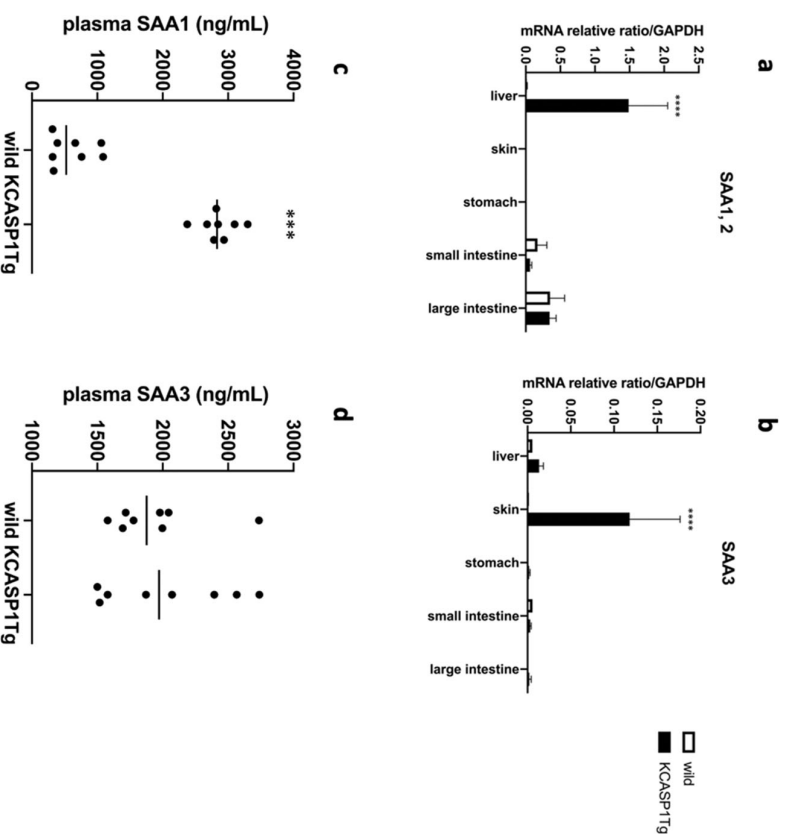 a
SAA1, 2
mRNA relative ratio/GAPDH
2.5
2.0
1.5
1.0
0.5
0.0
****
liver
skin
stomach
small intestine
large intestine
b
SAA3
mRNA relative ratio/GAPDH
0.20
0.15
0.10
0.05
0.00
****
liver
skin
stomach
small intestine
large intestine
wild
KCASP1Tg
c
plasma SAA1 (ng/mL)
4000
3000
2000
1000
0
***
wild KCASP1Tg
d
plasma SAA3 (ng/mL)
3000
2500
2000
1500
1000
wild KCASP1Tg